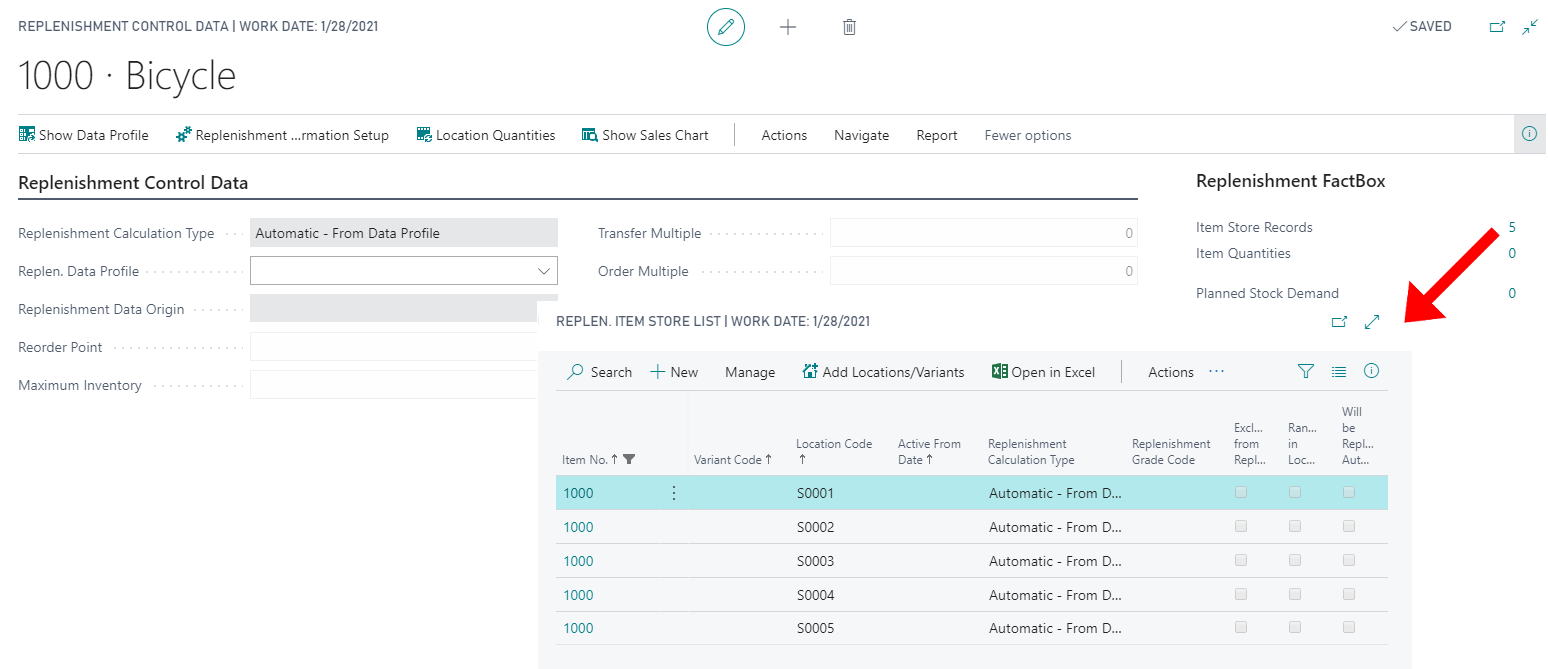 REPLENISHMENT CONTROL DATA | WORK DATE: 1/28/2021
SAVED
1000 · Bicycle
Show Data Profile Replenishment ...rmation Setup Location Quantities Show Sales Chart Actions Navigate Report Fewer options
Replenishment Control Data
Replenishment Calculation Type Automatic - From Data Profile Transfer Multiple 0
Replen. Data Profile Order Multiple 0
Replenishment Data Origin
Reorder Point
Maximum Inventory
Replenishment FactBox
Item Store Records 5
Item Quantities 0
Planned Stock Demand 0
REPLEN. ITEM STORE LIST | WORK DATE: 1/28/2021
Search New Manage Add Locations/Variants Open in Excel Actions ...
Item No. ↑
Variant Code ↑
Location Code
↑
Active From
Date ↑
Replenishment
Calculation Type
Replenishment
Grade Code
Excl...
from
Repl...
Ran...
in
Loc...
Will
be
Repl...
Aut...
1000 S0001 Automatic - From D...
1000 S0002 Automatic - From D...
1000 S0003 Automatic - From D...
1000 S0004 Automatic - From D...
1000 S0005 Automatic - From D...